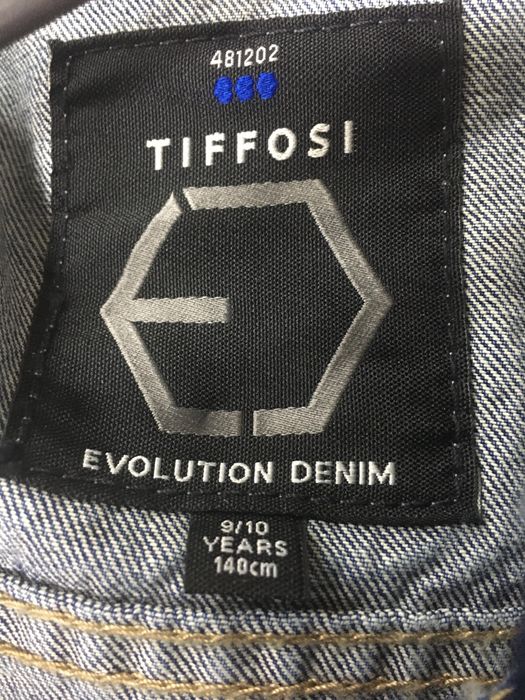 481202
TIFFOSI
EVOLUTION DENIM
9/10
YEARS
140cm